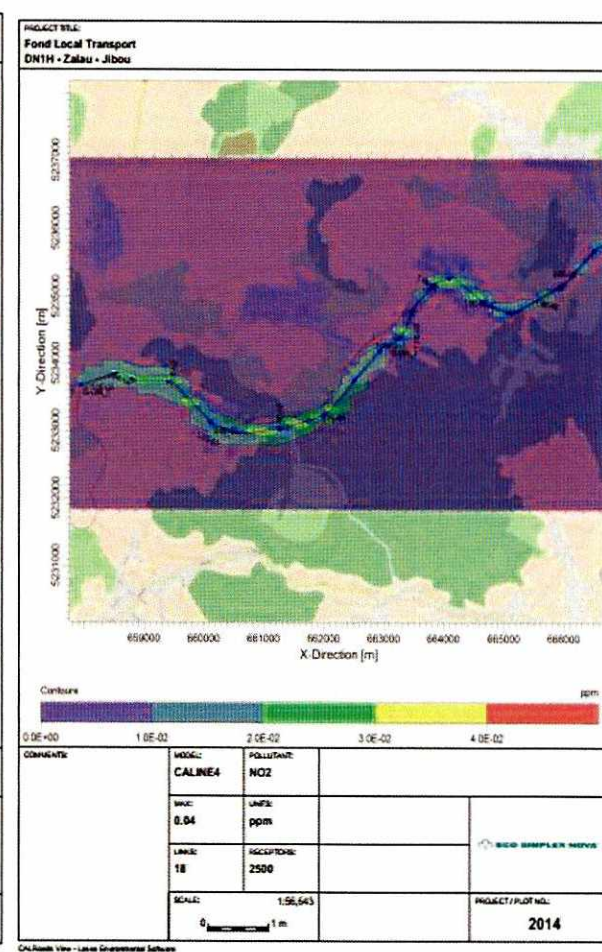 PROJECT TITLE:
Fond Local Transport
DN1H - Zalau - Jibou
Y-Direction [m]
5237000
5236000
5235000
5234000
5233000
5232000
5231000
659000 660000 661000 662000 663000 664000 665000 666000
X-Direction [m]
Contours ppm
0.0E+00 1.0E-02 2.0E-02 3.0E-02 4.0E-02
COMMENTS:
MODEL:
CALINE4
POLLUTANT:
NO2
MAX:
0.04
UNITS:
ppm
LINKS:
18
RECEPTORS:
2500
ECO SIMPLEX NOVA
SCALE: 1:56,643
0 1 m
PROJECT / PLOT NO.:
2014
CALRoads View - Lakes Environmental Software